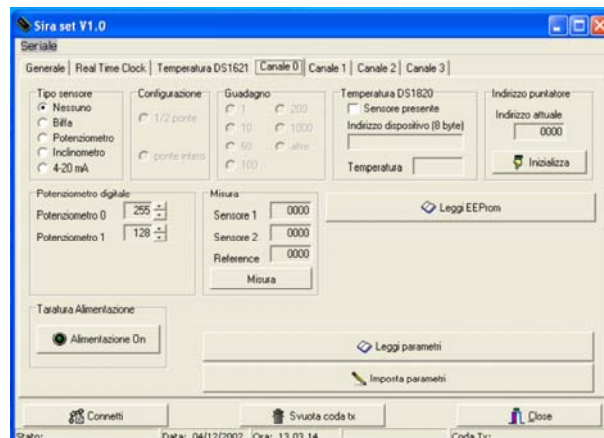 Sira set V1.0
Seriale
Generale Real Time Clock Temperatura DS1621 Canale 0 Canale 1 Canale 2 Canale 3
Tipo sensore
Nessuno
Biffa
Potenziometro
Inclinometro
4-20 mA
Configurazione
1/2 ponte
ponte intero
Guadagno
1 200
10 1000
50 altro
100
Temperatura DS1820
Sensore presente
Indirizzo dispositivo (8 byte)
Temperatura
Indirizzo puntatore
Indirizzo attuale
0000
Inizializza
Potenziometro digitale
Potenziometro 0 255
Potenziometro 1 128
Misura
Sensore 1 0000
Sensore 2 0000
Reference 0000
Misura
Leggi EEProm
Taratura Alimentazione
Alimentazione On
Leggi parametri
Imposta parametri
Connetti Svuota coda tx Close
Stato: Data: 04/12/2002 Ora: 13.03.14 Coda Tx: